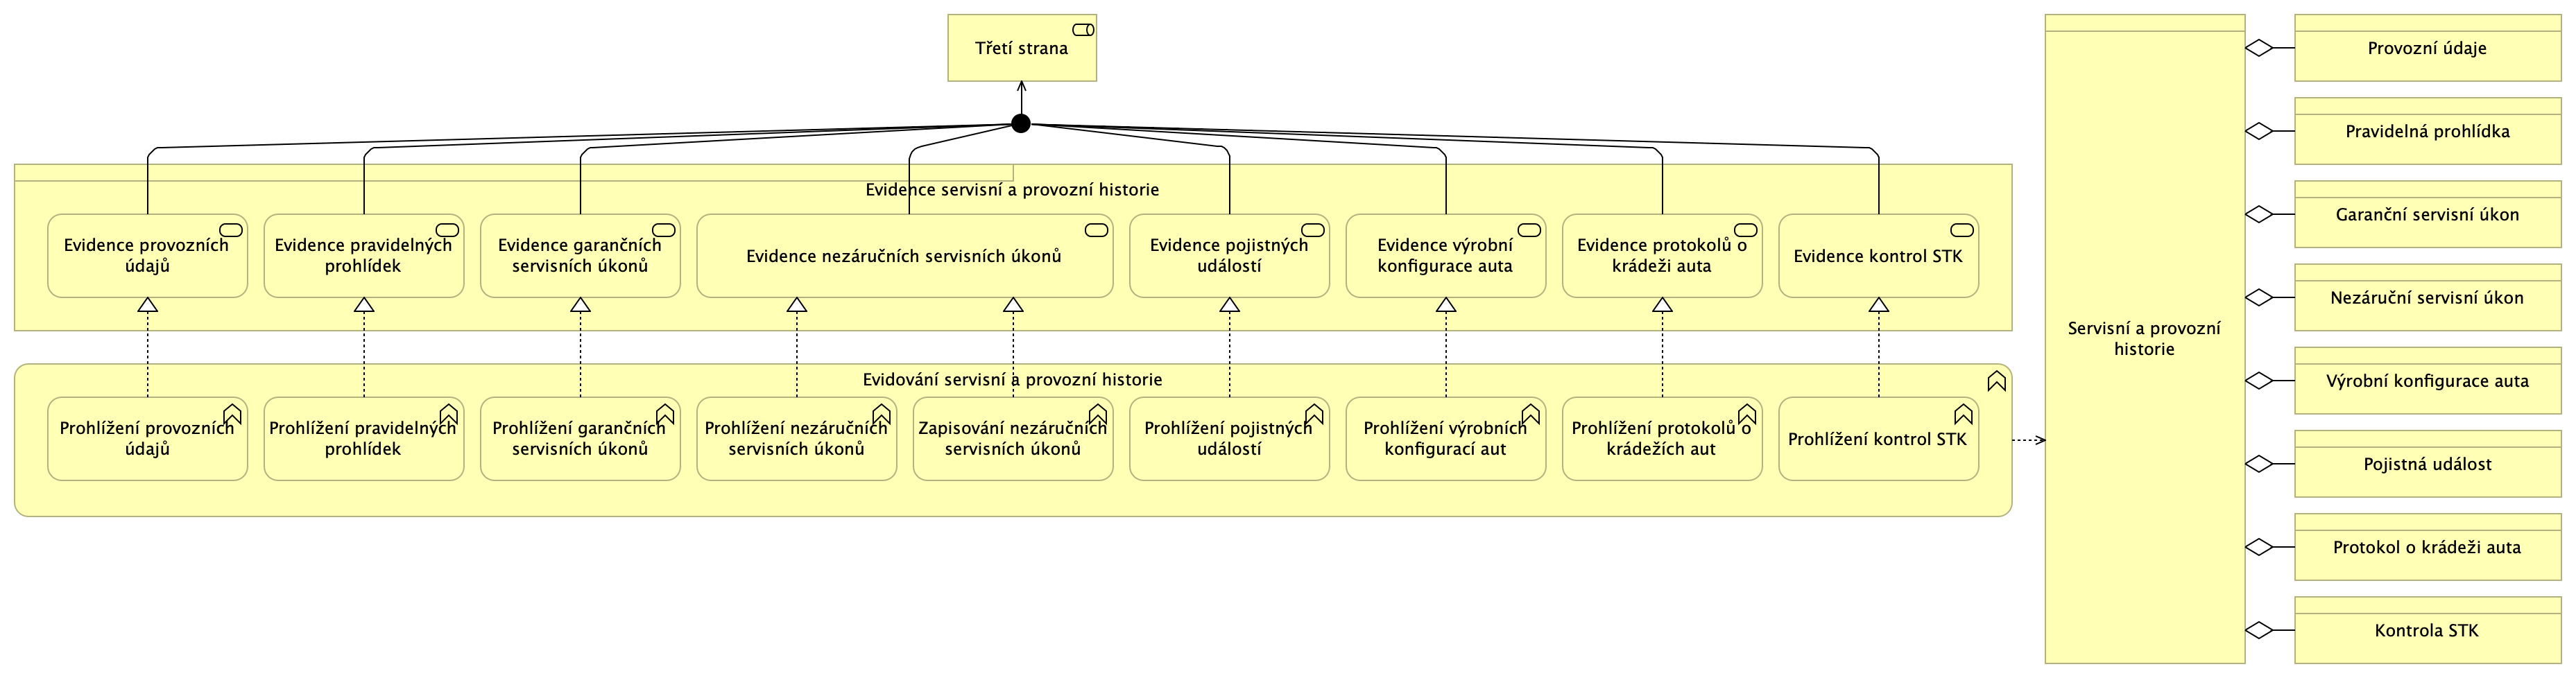 Třetí strana
Evidence servisní a provozní historie
Evidence provozních
údajů
Evidence pravidelných
prohlídek
Evidence garančních
servisních úkonů
Evidence nezáručních servisních úkonů
Evidence pojistných
událostí
Evidence výrobní
konfigurace auta
Evidence protokolů o
krádeži auta
Evidence kontrol STK
Evidování servisní a provozní historie
Prohlížení provozních
údajů
Prohlížení pravidelných
prohlídek
Prohlížení garančních
servisních úkonů
Prohlížení nezáručních
servisních úkonů
Zapisování nezáručních
servisních úkonů
Prohlížení pojistných
událostí
Prohlížení výrobních
konfigurací aut
Prohlížení protokolů o
krádežích aut
Prohlížení kontrol STK
Servisní a provozní
historie
Provozní údaje
Pravidelná prohlídka
Garanční servisní úkon
Nezáruční servisní úkon
Výrobní konfigurace auta
Pojistná událost
Protokol o krádeži auta
Kontrola STK